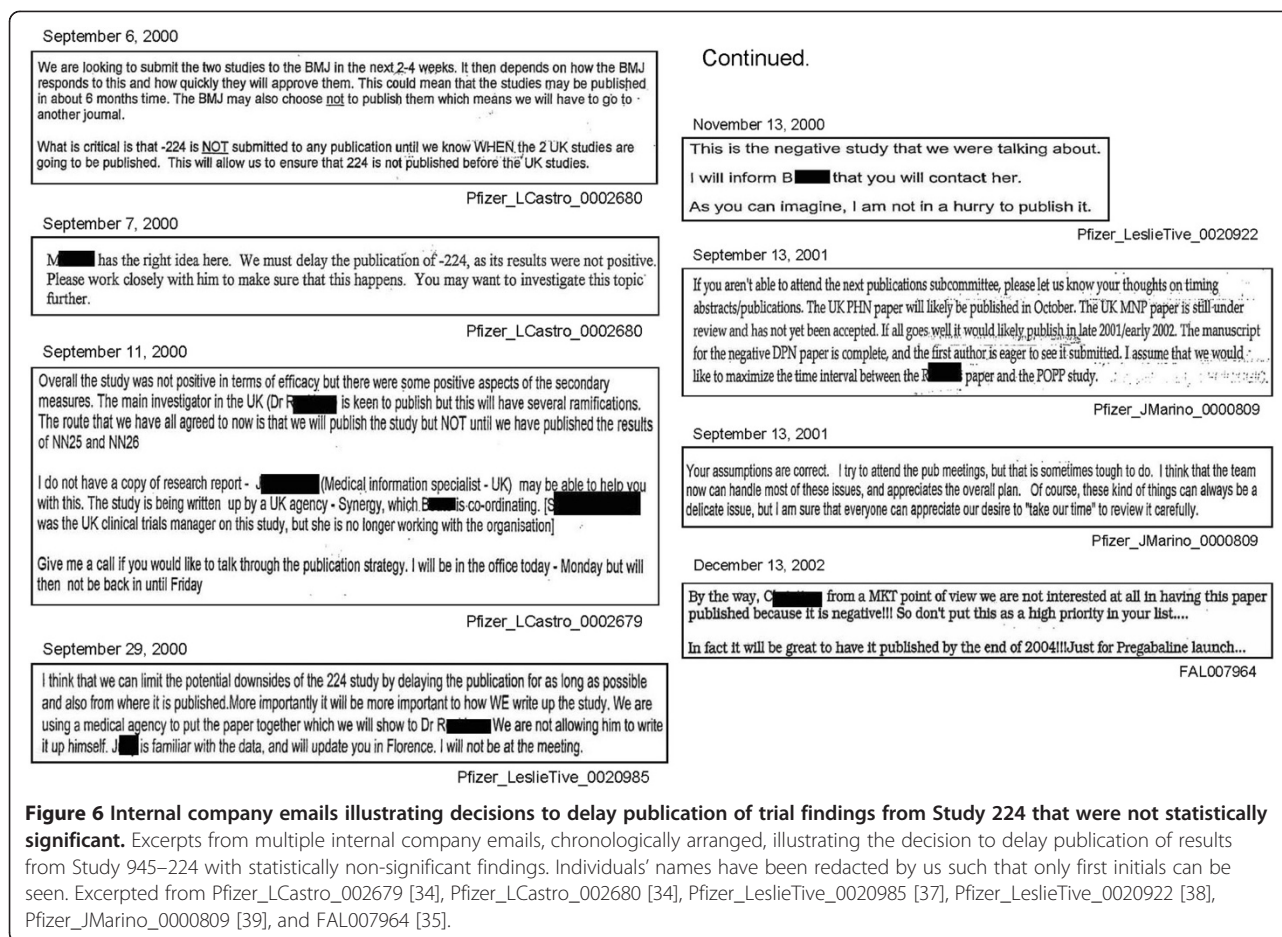 September 6, 2000
We are looking to submit the two studies to the BMJ in the next 2-4 weeks. It then depends on how the BMJ
responds to this and how quickly they will approve them. This could mean that the studies may be published
in about 6 months time. The BMJ may also choose not to publish them which means we will have to go to
another journal.
What is critical is that -224 is NOT submitted to any publication until we know WHEN the 2 UK studies are
going to be published. This will allow us to ensure that 224 is not published before the UK studies.
Pfizer_LCastro_0002680
September 7, 2000
M has the right idea here. We must delay the publication of -224, as its results were not positive.
Please work closely with him to make sure that this happens. You may want to investigate this topic
further.
Pfizer_LCastro_0002680
September 11, 2000
Overall the study was not positive in terms of efficacy but there were some positive aspects of the secondary
measures. The main investigator in the UK (Dr R is keen to publish but this will have several ramifications.
The route that we have all agreed to now is that we will publish the study but NOT until we have published the results
of NN25 and NN26
I do not have a copy of research report - J (Medical information specialist - UK) may be able to help you
with this. The study is being written up by a UK agency - Synergy, which B is co-ordinating. [S
was the UK clinical trials manager on this study, but she is no longer working with the organisation]
Give me a call if you would like to talk through the publication strategy. I will be in the office today - Monday but will
then not be back in until Friday
Pfizer_LCastro_0002679
September 29, 2000
I think that we can limit the potential downsides of the 224 study by delaying the publication for as long as possible
and also from where it is published.More importantly it will be more important to how WE write up the study. We are
using a medical agency to put the paper together which we will show to Dr R We are not allowing him to write
it up himself. J is familiar with the data, and will update you in Florence. I will not be at the meeting.
Pfizer_LeslieTive_0020985
Continued.
November 13, 2000
This is the negative study that we were talking about.
I will inform B that you will contact her.
As you can imagine, I am not in a hurry to publish it.
Pfizer_LeslieTive_0020922
September 13, 2001
If you aren't able to attend the next publications subcommittee, please let us know your thoughts on timing
abstracts/publications. The UK PHN paper will likely be published in October. The UK MNP paper is still under
review and has not yet been accepted. If all goes well it would likely publish in late 2001/early 2002. The manuscript
for the negative DPN paper is complete, and the first author is eager to see it submitted. I assume that we would
like to maximize the time interval between the R paper and the POPP study.
Pfizer_JMarino_0000809
September 13, 2001
Your assumptions are correct. I try to attend the pub meetings, but that is sometimes tough to do. I think that the team
now can handle most of these issues, and appreciates the overall plan. Of course, these kind of things can always be a
delicate issue, but I am sure that everyone can appreciate our desire to "take our time" to review it carefully.
Pfizer_JMarino_0000809
December 13, 2002
By the way, C from a MKT point of view we are not interested at all in having this paper
published because it is negative!!! So don't put this as a high priority in your list....
In fact it will be great to have it published by the end of 2004!!!Just for Pregabaline launch...
FAL007964
Figure 6 Internal company emails illustrating decisions to delay publication of trial findings from Study 224 that were not statistically
significant. Excerpts from multiple internal company emails, chronologically arranged, illustrating the decision to delay publication of results
from Study 945–224 with statistically non-significant findings. Individuals' names have been redacted by us such that only first initials can be
seen. Excerpted from Pfizer_LCastro_002679 [34], Pfizer_LCastro_002680 [34], Pfizer_LeslieTive_0020985 [37], Pfizer_LeslieTive_0020922 [38],
Pfizer_JMarino_0000809 [39], and FAL007964 [35].